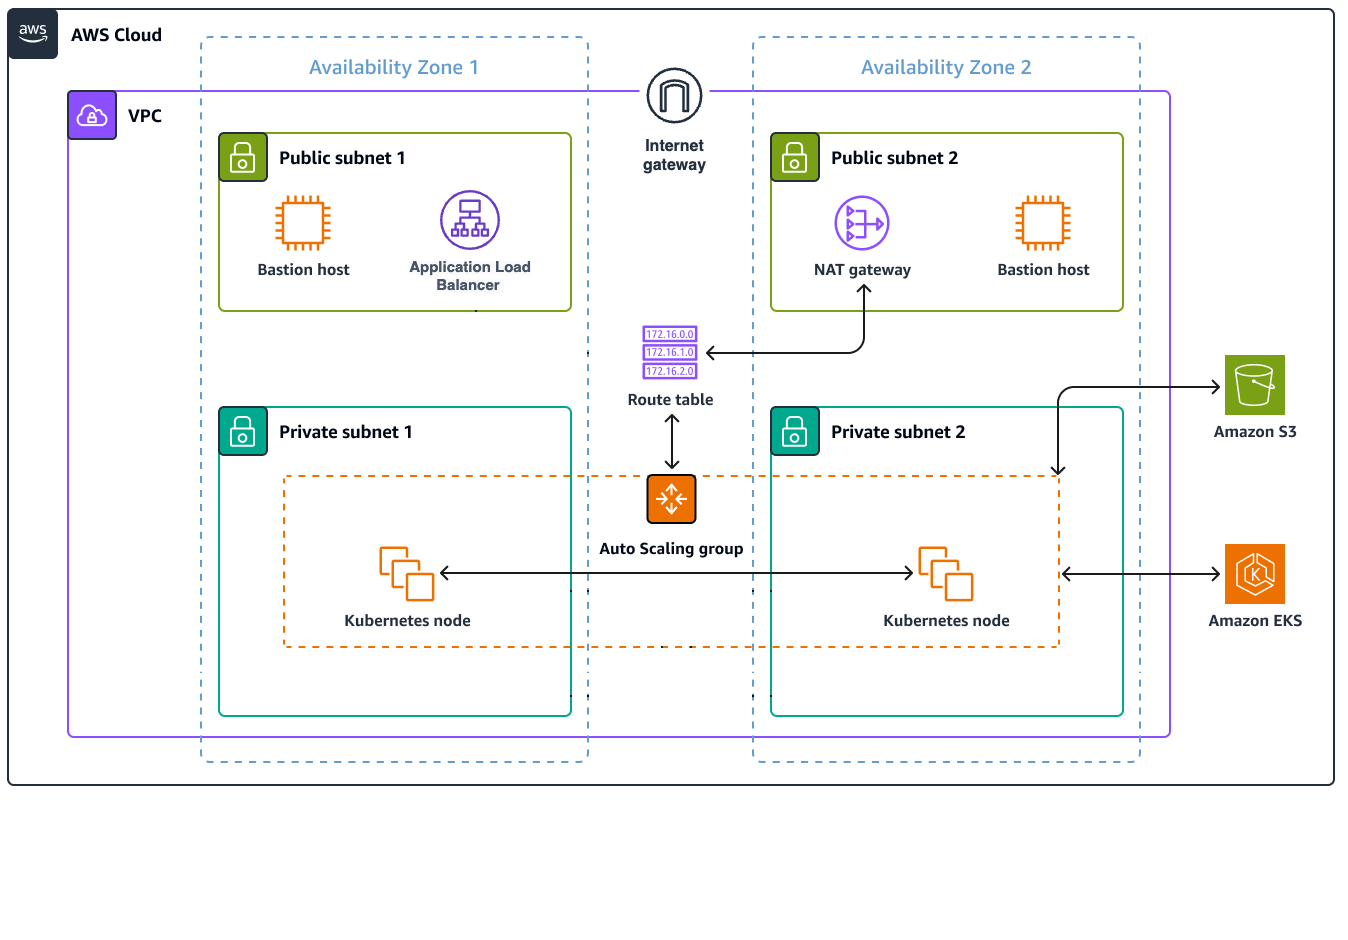 aws
AWS Cloud
Availability Zone 1
Availability Zone 2
VPC
Internet
gateway
Public subnet 1
Public subnet 2
Bastion host
Application Load
Balancer
NAT gateway
Bastion host
172.16.0.0
172.16.1.0
172.16.2.0
Route table
Amazon S3
Private subnet 1
Private subnet 2
Auto Scaling group
Kubernetes node
Kubernetes node
K
Amazon EKS